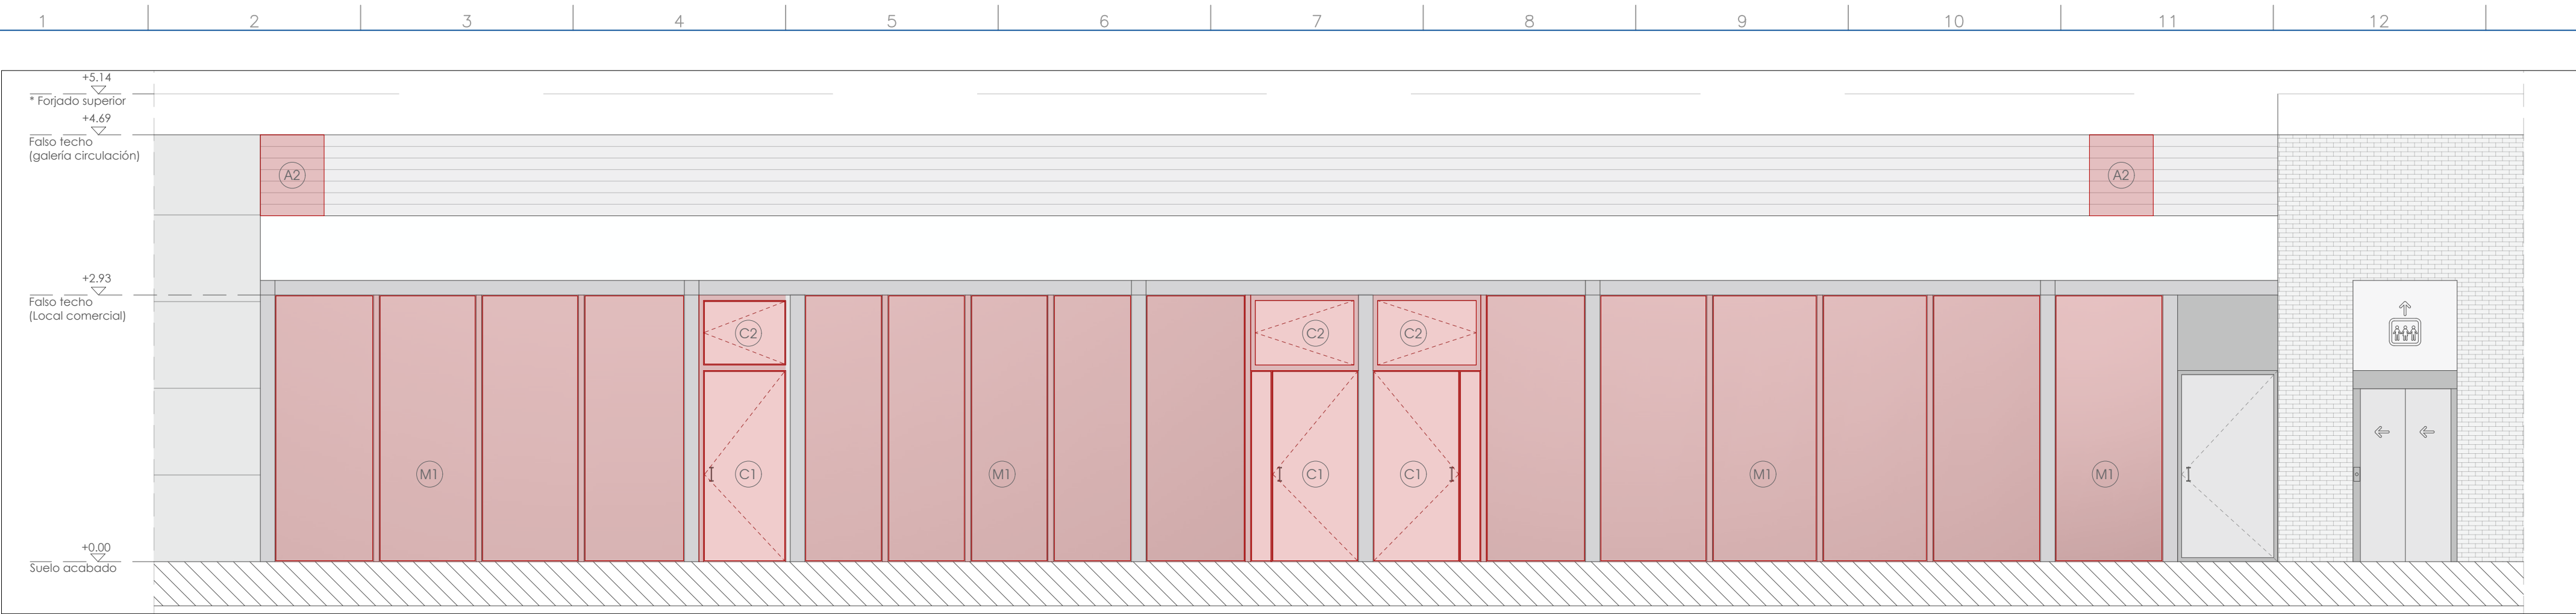 1 2 3 4 5 6 7 8 9 10 11 12
+5.14
* Forjado superior
+4.69
Falso techo
(galería circulación)
A2 A2
+2.93
Falso techo
(Local comercial)
C2 C2 C2
M1 C1 M1 C1 C1 M1 M1
+0.00
Suelo acabado